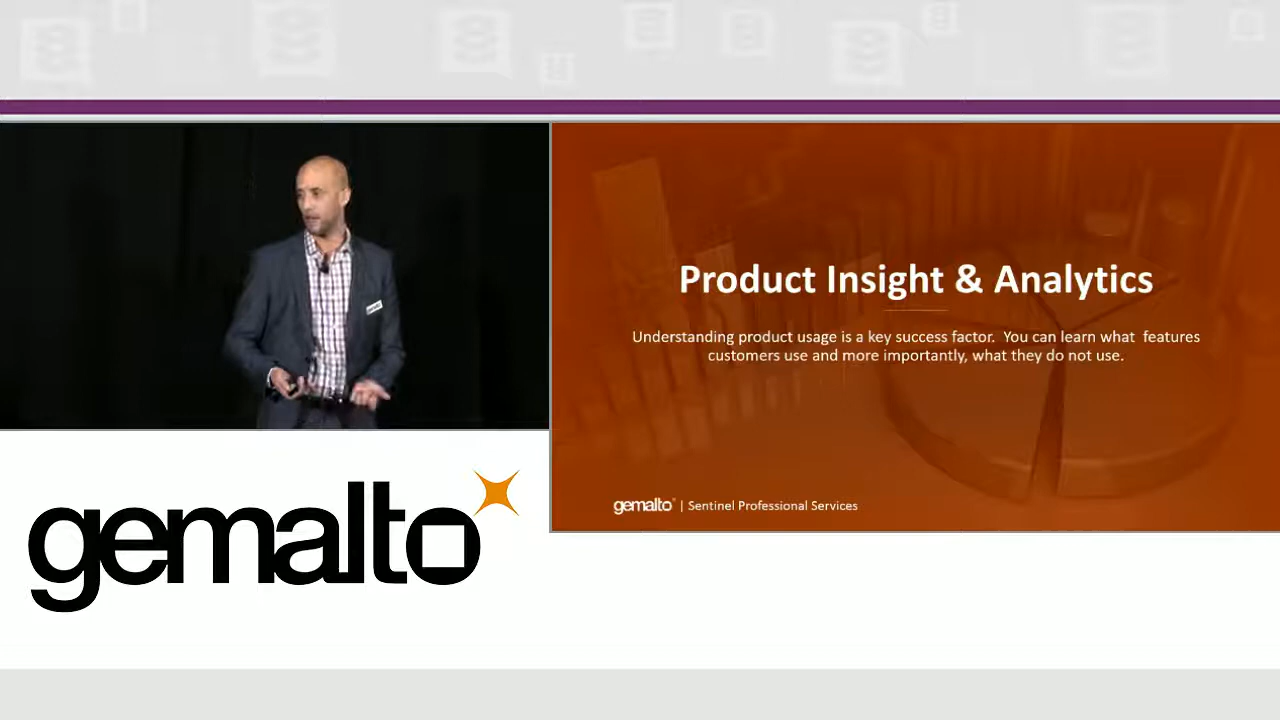 Product Insight & Analytics
Understanding product usage is a key success factor. You can learn what features
customers use and more importantly, what they do not use.
gemalto | Sentinel Professional Services
gemalto